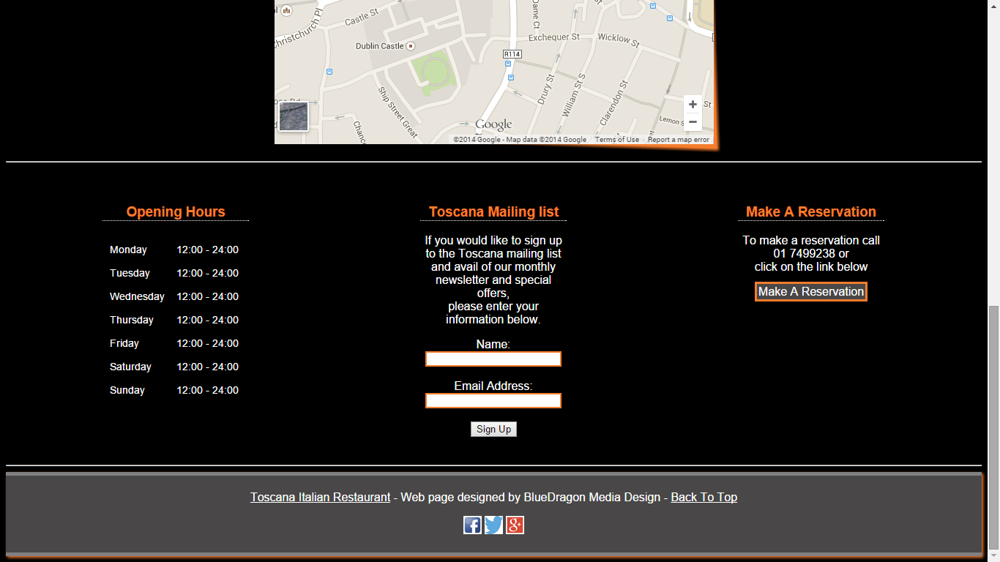 Christchurch Pl
Castle St
Dame Ct
Exchequer St
Wicklow St
Dublin Castle
R114
Drury St
William St S
Clarendon St
St
Ship Street Great
Lemon S
Chance
Google
©2014 Google - Map data ©2014 Google Terms of Use Report a map error
Opening Hours
Monday 12:00 - 24:00
Tuesday 12:00 - 24:00
Wednesday 12:00 - 24:00
Thursday 12:00 - 24:00
Friday 12:00 - 24:00
Saturday 12:00 - 24:00
Sunday 12:00 - 24:00
Toscana Mailing list
If you would like to sign up
to the Toscana mailing list
and avail of our monthly
newsletter and special
offers,
please enter your
information below.
Name:
Email Address:
Sign Up
Make A Reservation
To make a reservation call
01 7499238 or
click on the link below
Make A Reservation
Toscana Italian Restaurant - Web page designed by BlueDragon Media Design - Back To Top